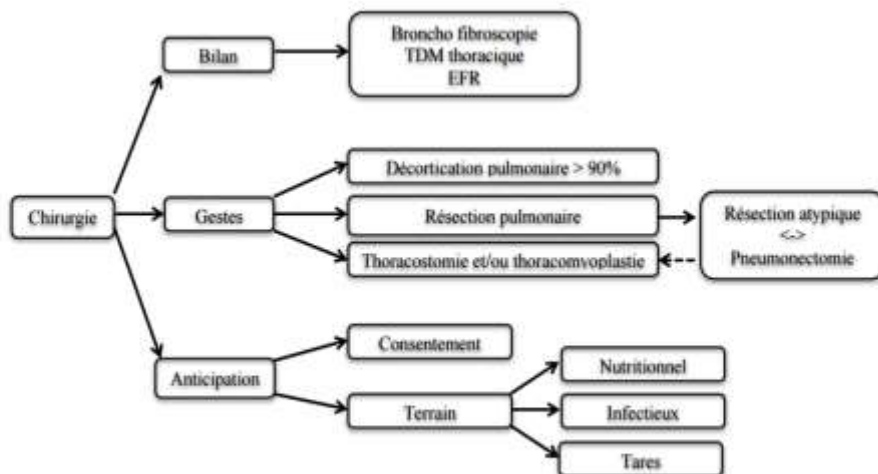 Bilan
Broncho fibroscopie
TDM thoracique
EFR
Chirurgie
Gestes
Décortication pulmonaire > 90%
Résection pulmonaire
Thoracostomie et/ou thoracomvoplastie
Résection atypique
<->
Pneumonectomie
Anticipation
Consentement
Terrain
Nutritionnel
Infectieux
Tares